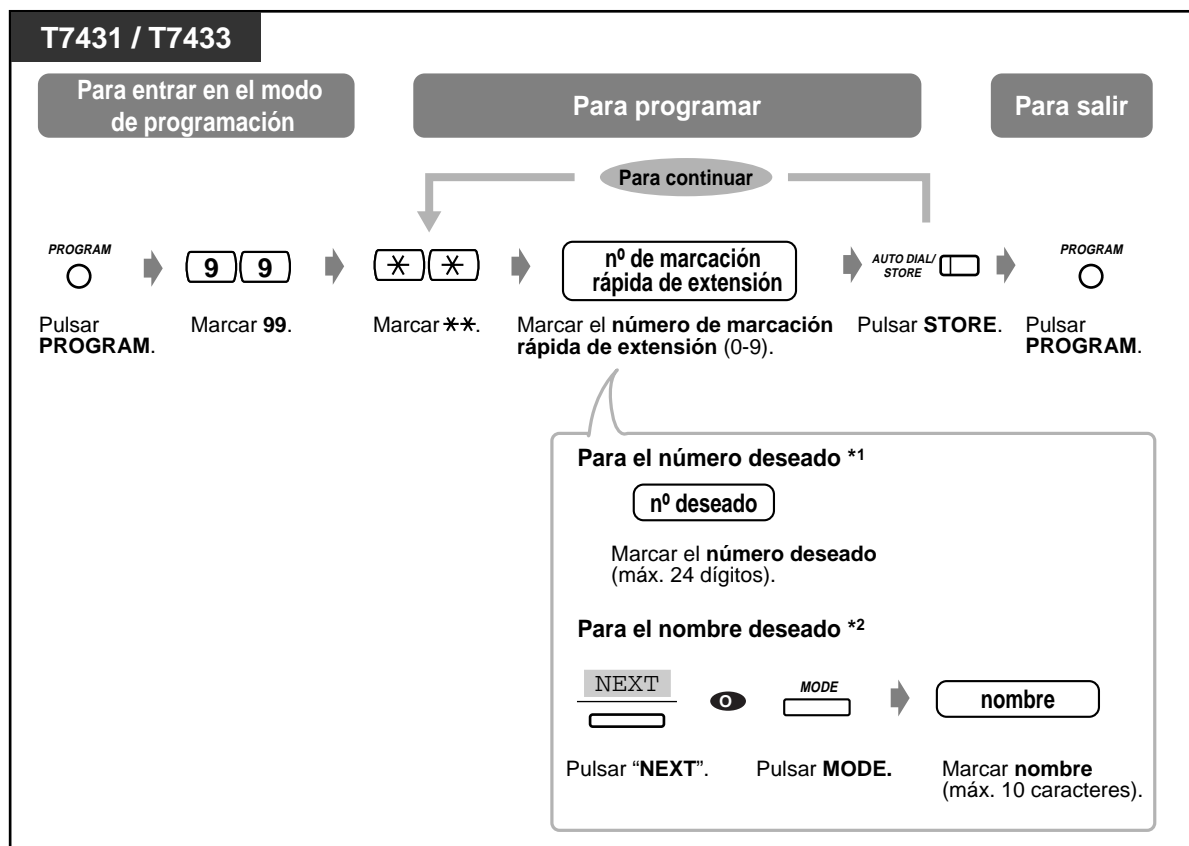 T7431 / T7433
Para entrar en el modo
de programación
Para programar
Para salir
Para continuar
PROGRAM
9 9
✳ ✳
nº de marcación
rápida de extensión
AUTO DIAL/
STORE
PROGRAM
Pulsar
PROGRAM.
Marcar 99.
Marcar ✳✳.
Marcar el número de marcación
rápida de extensión (0-9).
Pulsar STORE.
Pulsar
PROGRAM.
Para el número deseado *1
nº deseado
Marcar el número deseado
(máx. 24 dígitos).
Para el nombre deseado *2
NEXT
O
MODE
nombre
Pulsar “NEXT”.
Pulsar MODE.
Marcar nombre
(máx. 10 caracteres).